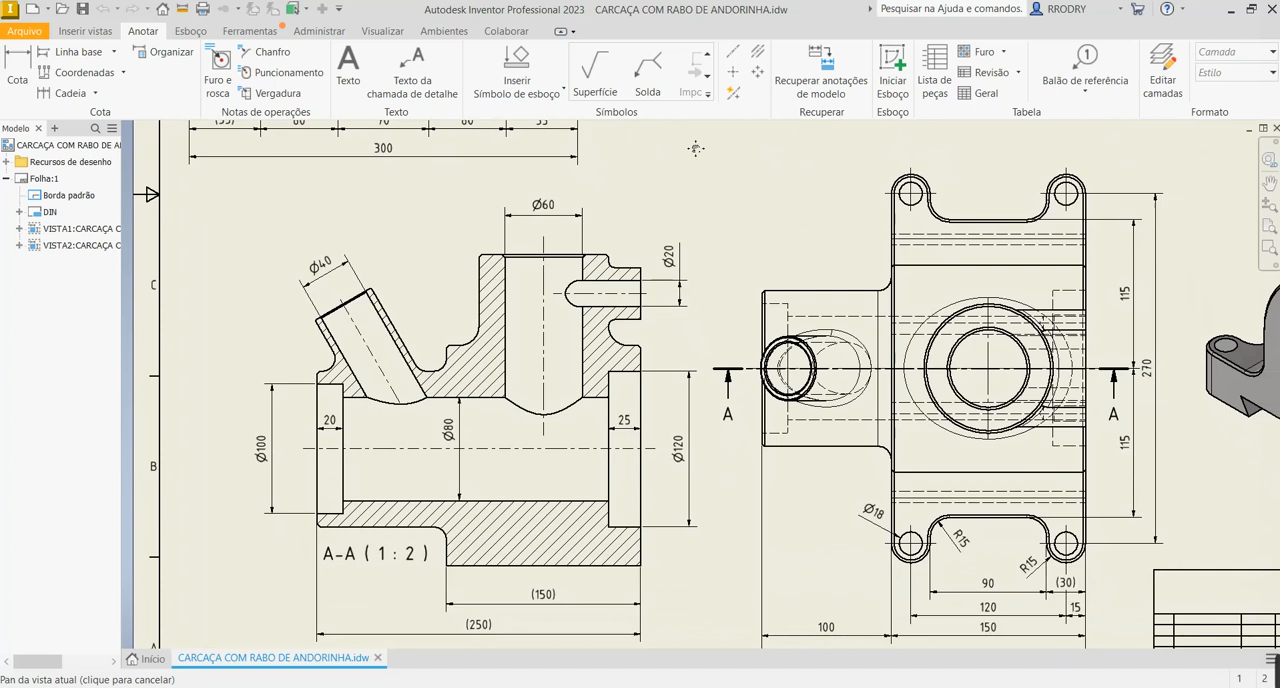 Autodesk Inventor Professional 2023 CARCAÇA COM RABO DE ANDORINHA.idw
Pesquisar na Ajuda e comandos.
RRODRY
Arquivo Inserir vistas Anotar Esboço Ferramentas Administrar Visualizar Ambientes Colaborar
Cota
Linha base
Coordenadas
Cadeia
Organizar
Cota
Furo e rosca
Chanfro
Puncionamento
Vergadura
Notas de operações
Texto
Texto da chamada de detalhe
Texto
Inserir
Símbolo de esboço
Superfície
Solda
Impc
Símbolos
Recuperar anotações de modelo
Recuperar
Iniciar Esboço
Esboço
Lista de peças
Furo
Revisão
Geral
Balão de referência
Tabela
Editar camadas
Camada
Estilo
Formato
Modelo
CARCAÇA COM RABO DE AI
Recursos de desenho
Folha:1
Borda padrão
DIN
VISTA1:CARCAÇA C
VISTA2:CARCAÇA C
300
Ø60
Ø40
Ø20
20
Ø100
Ø80
25
Ø120
A-A ( 1 : 2 )
(150)
(250)
C
B
A
A
115
270
115
Ø18
R15
R15
90
(30)
120
15
100
150
Início
CARCAÇA COM RABO DE ANDORINHA.idw
Pan da vista atual (clique para cancelar)
1 2